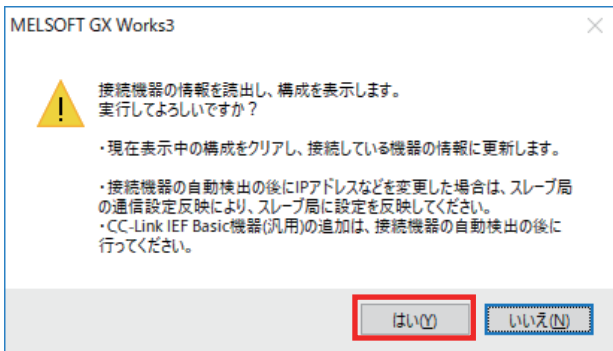 MELSOFT GX Works3
接続機器の情報を読出し、構成を表示します。
実行してよろしいですか？
・現在表示中の構成をクリアし、接続している機器の情報に更新します。
・接続機器の自動検出の後にIPアドレスなどを変更した場合は、スレーブ局
の通信設定反映により、スレーブ局に設定を反映してください。
・CC-Link IEF Basic機器(汎用)の追加は、接続機器の自動検出の後に
行ってください。
はい(Y)
いいえ(N)